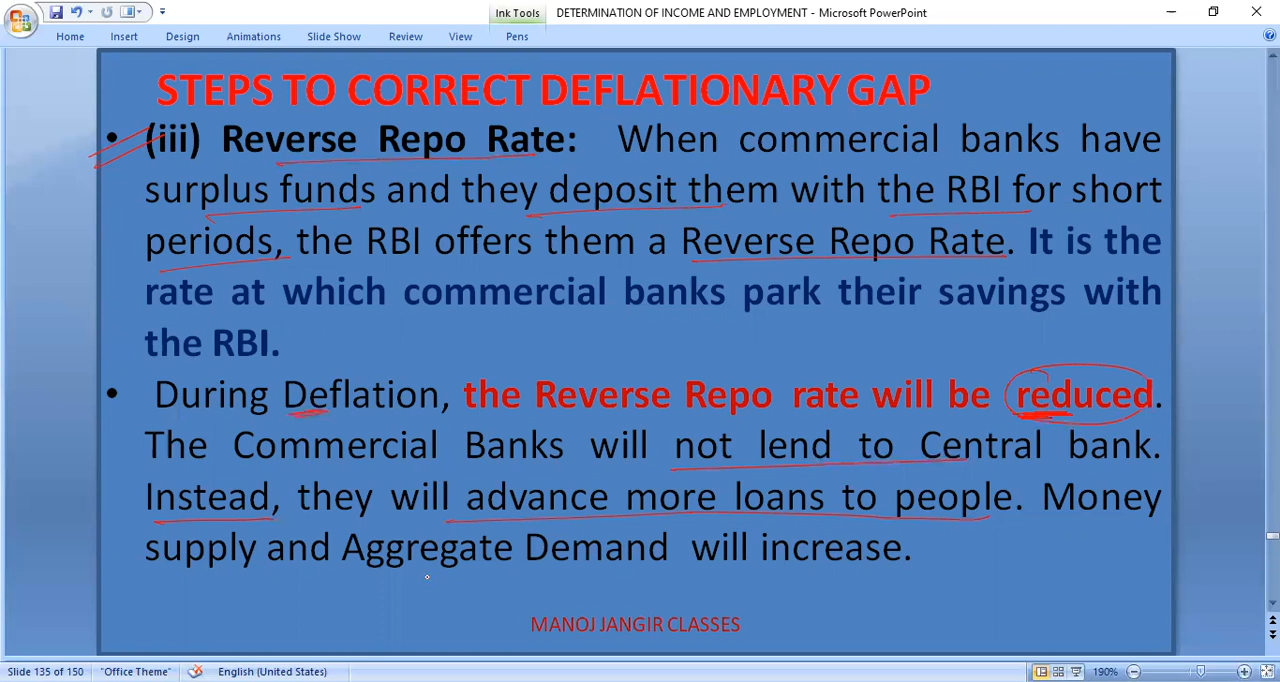 Ink Tools
DETERMINATION OF INCOME AND EMPLOYMENT - Microsoft PowerPoint
Home Insert Design Animations Slide Show Review View Pens
STEPS TO CORRECT DEFLATIONARY GAP
• (iii) Reverse Repo Rate: When commercial banks have
surplus funds and they deposit them with the RBI for short
periods, the RBI offers them a Reverse Repo Rate. It is the
rate at which commercial banks park their savings with
the RBI.
• During Deflation, the Reverse Repo rate will be reduced.
The Commercial Banks will not lend to Central bank.
Instead, they will advance more loans to people. Money
supply and Aggregate Demand will increase.
MANOJ JANGIR CLASSES
Slide 135 of 150 "Office Theme" English (United States) 190%